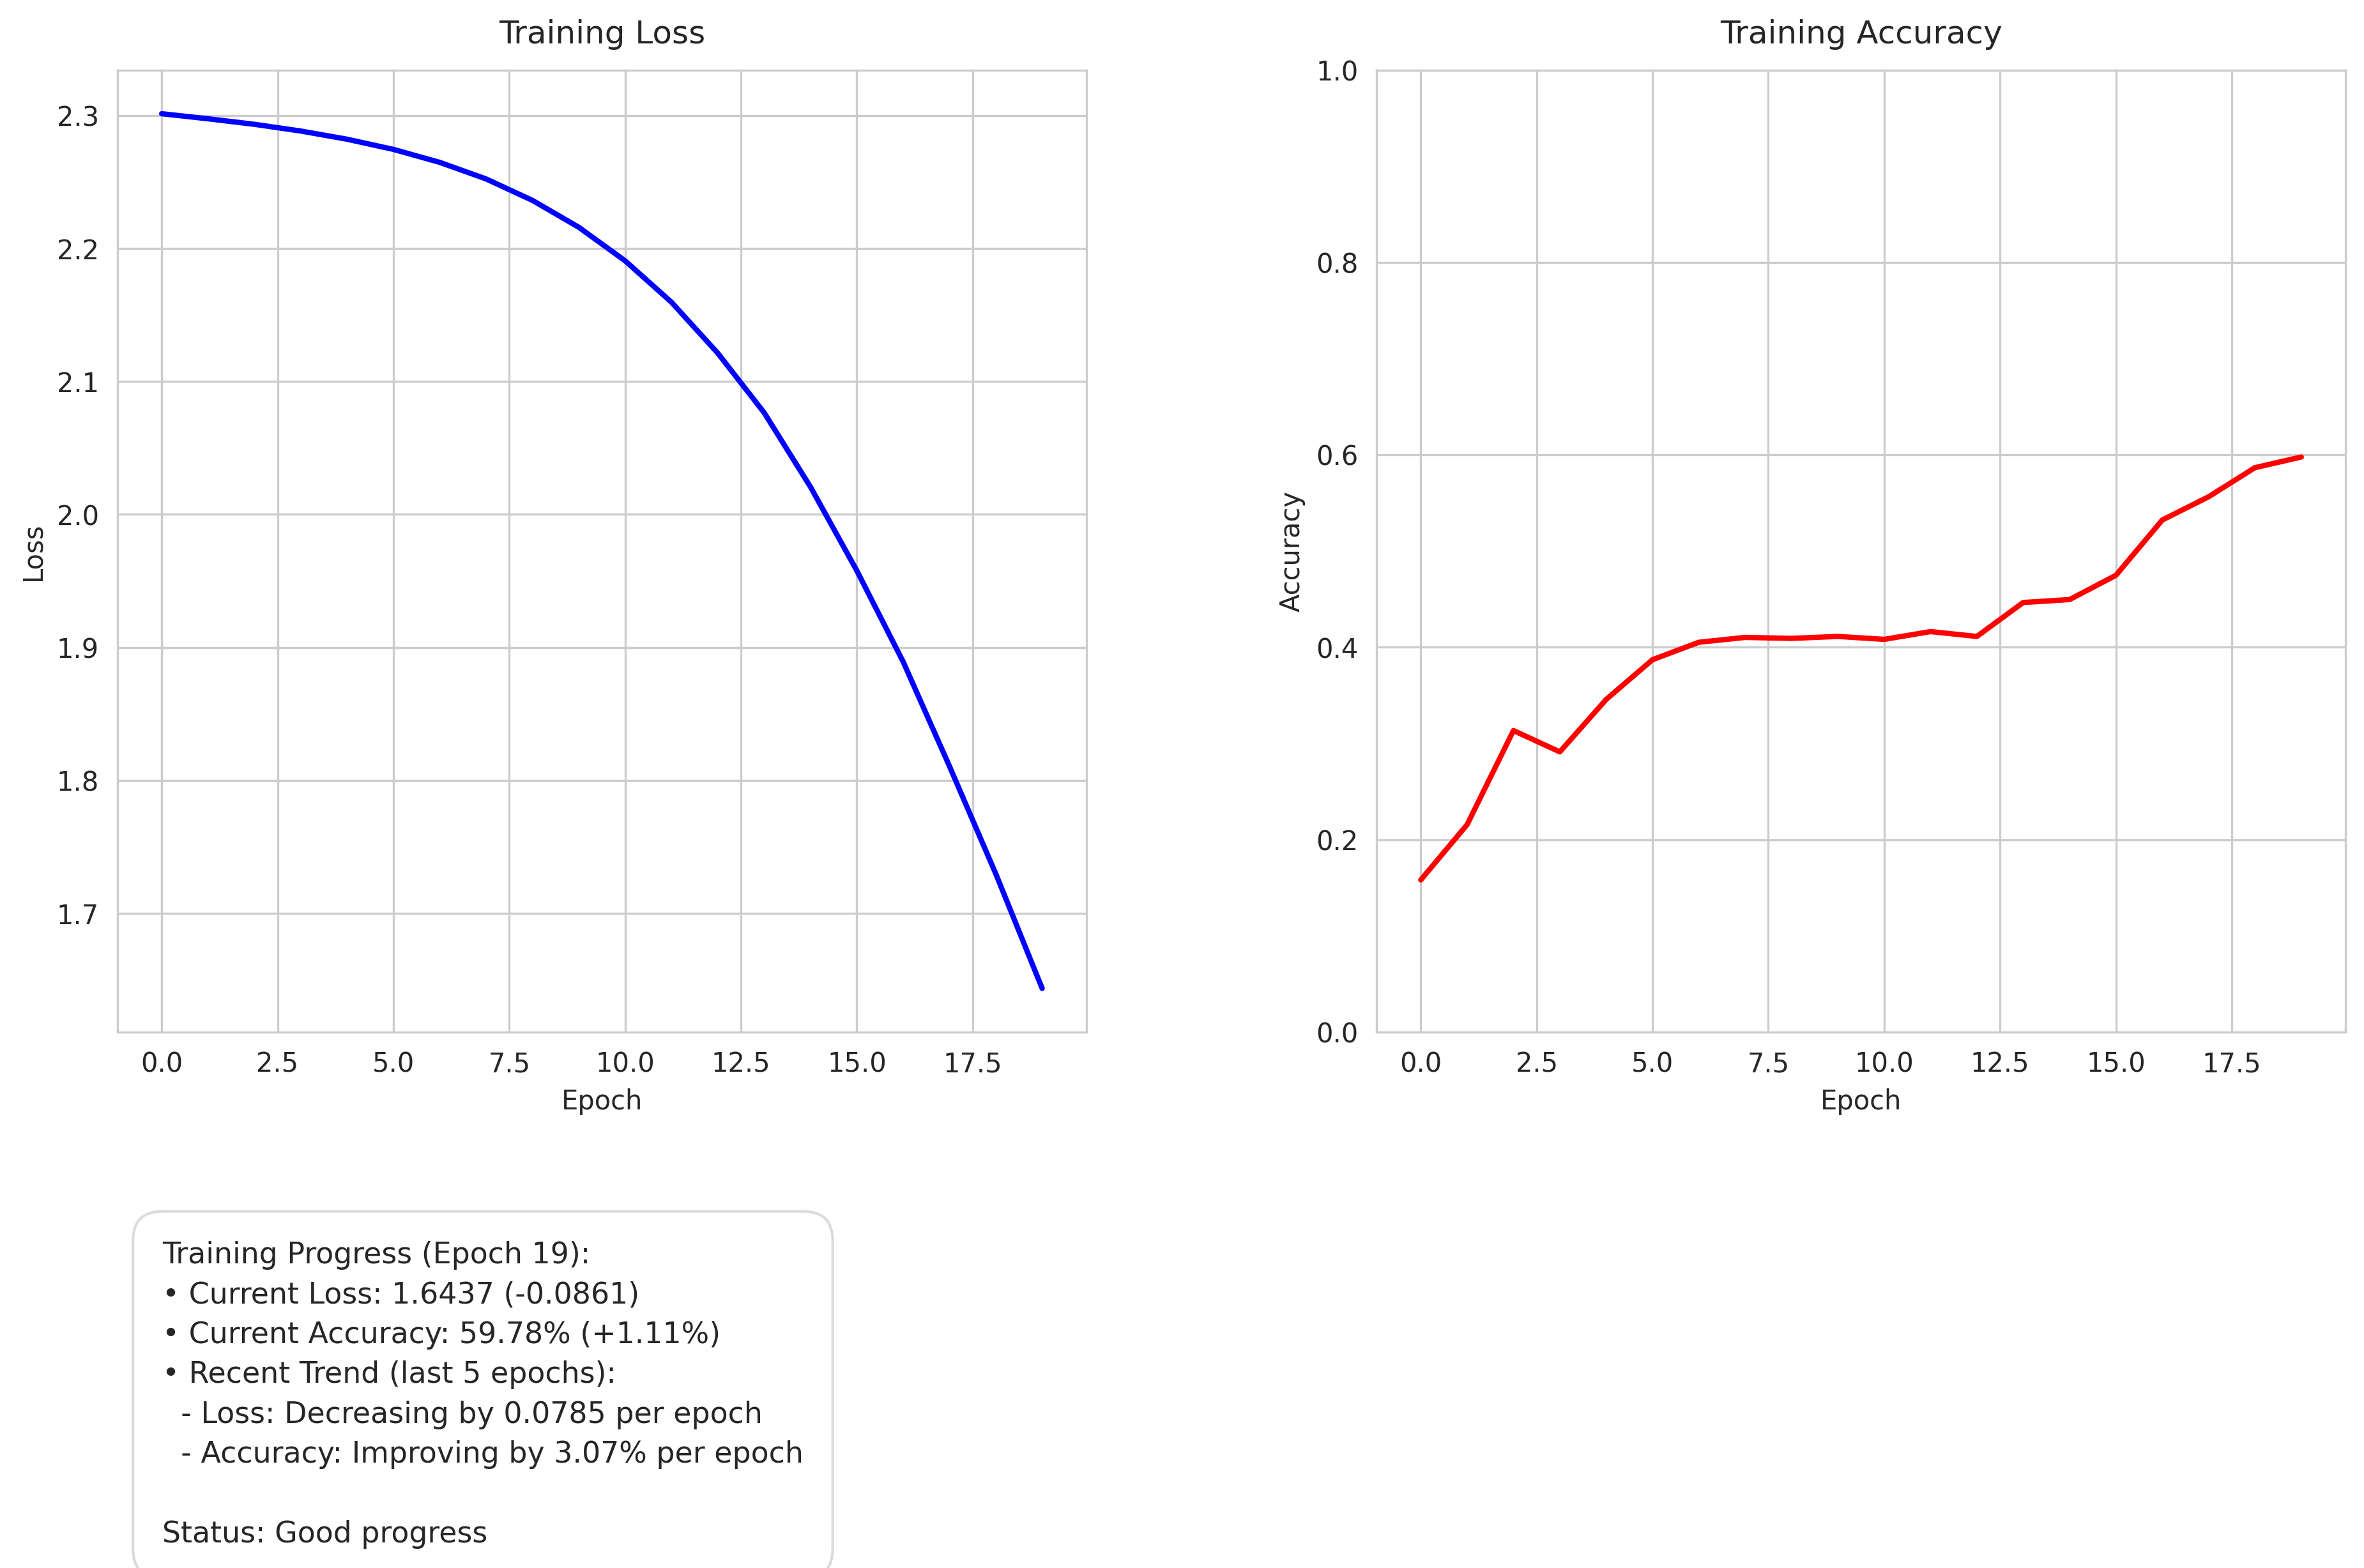 Training Loss
2.3
2.2
2.1
2.0
1.9
1.8
1.7
Loss
0.0 2.5 5.0 7.5 10.0 12.5 15.0 17.5
Epoch
Training Accuracy
1.0
0.8
0.6
0.4
0.2
0.0
Accuracy
0.0 2.5 5.0 7.5 10.0 12.5 15.0 17.5
Epoch
Training Progress (Epoch 19):
• Current Loss: 1.6437 (-0.0861)
• Current Accuracy: 59.78% (+1.11%)
• Recent Trend (last 5 epochs):
- Loss: Decreasing by 0.0785 per epoch
- Accuracy: Improving by 3.07% per epoch
Status: Good progress